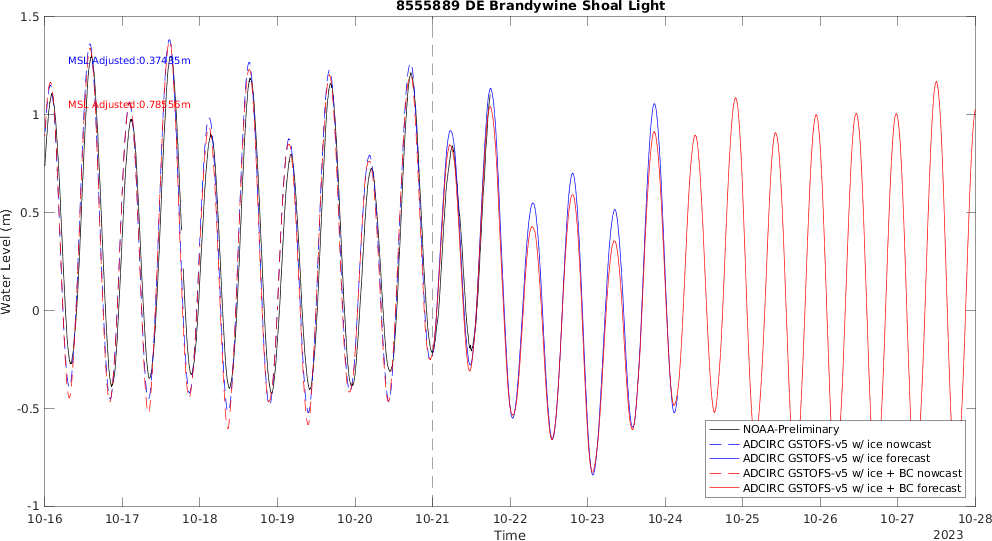 8555889 DE Brandywine Shoal Light
MSL Adjusted:0.37435m
MSL Adjusted:0.78556m
Water Level (m)
1.5
1
0.5
0
-0.5
-1
NOAA-Preliminary
ADCIRC GSTOFS-v5 w/ ice nowcast
ADCIRC GSTOFS-v5 w/ ice forecast
ADCIRC GSTOFS-v5 w/ ice + BC nowcast
ADCIRC GSTOFS-v5 w/ ice + BC forecast
10-16 10-17 10-18 10-19 10-20 10-21 10-22 10-23 10-24 10-25 10-26 10-27 10-28
Time
2023